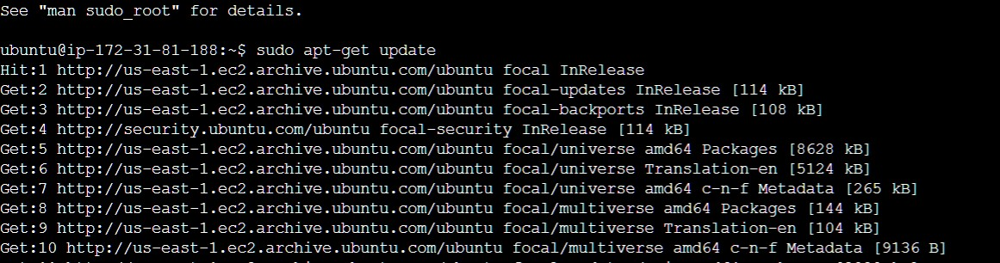 See "man sudo_root" for details.
ubuntu@ip-172-31-81-188:~$ sudo apt-get update
Hit:1 http://us-east-1.ec2.archive.ubuntu.com/ubuntu focal InRelease
Get:2 http://us-east-1.ec2.archive.ubuntu.com/ubuntu focal-updates InRelease [114 kB]
Get:3 http://us-east-1.ec2.archive.ubuntu.com/ubuntu focal-backports InRelease [108 kB]
Get:4 http://security.ubuntu.com/ubuntu focal-security InRelease [114 kB]
Get:5 http://us-east-1.ec2.archive.ubuntu.com/ubuntu focal/universe amd64 Packages [8628 kB]
Get:6 http://us-east-1.ec2.archive.ubuntu.com/ubuntu focal/universe Translation-en [5124 kB]
Get:7 http://us-east-1.ec2.archive.ubuntu.com/ubuntu focal/universe amd64 c-n-f Metadata [265 kB]
Get:8 http://us-east-1.ec2.archive.ubuntu.com/ubuntu focal/multiverse amd64 Packages [144 kB]
Get:9 http://us-east-1.ec2.archive.ubuntu.com/ubuntu focal/multiverse Translation-en [104 kB]
Get:10 http://us-east-1.ec2.archive.ubuntu.com/ubuntu focal/multiverse amd64 c-n-f Metadata [9136 B]